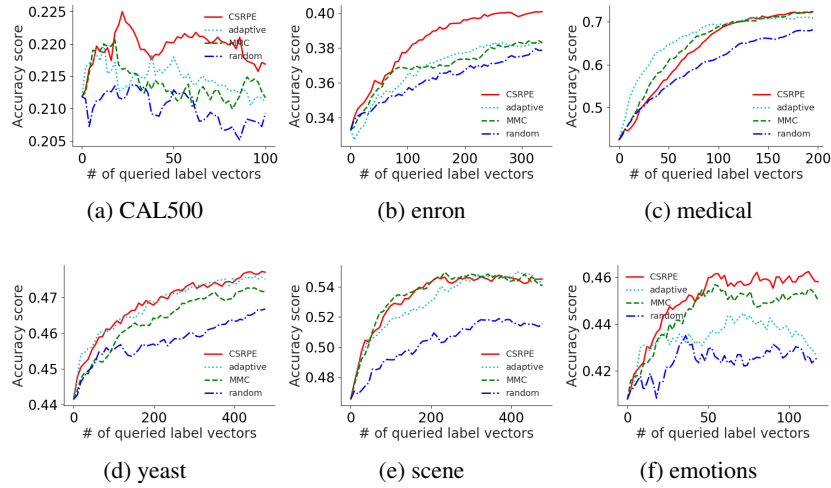 Accuracy score
0.225
0.220
0.215
0.210
0.205
0
50
100
# of queried label vectors
CSRPE
adaptive
MMC
random
(a) CAL500
Accuracy score
0.40
0.38
0.36
0.34
0
100
200
300
# of queried label vectors
CSRPE
adaptive
MMC
random
(b) enron
Accuracy score
0.7
0.6
0.5
0
50
100
150
200
# of queried label vectors
CSRPE
adaptive
MMC
random
(c) medical
Accuracy score
0.47
0.46
0.45
0.44
0
200
400
# of queried label vectors
CSRPE
adaptive
MMC
random
(d) yeast
Accuracy score
0.54
0.52
0.50
0.48
0
200
400
# of queried label vectors
CSRPE
adaptive
MMC
random
(e) scene
Accuracy score
0.46
0.44
0.42
0
50
100
# of queried label vectors
CSRPE
adaptive
MMC
random
(f) emotions